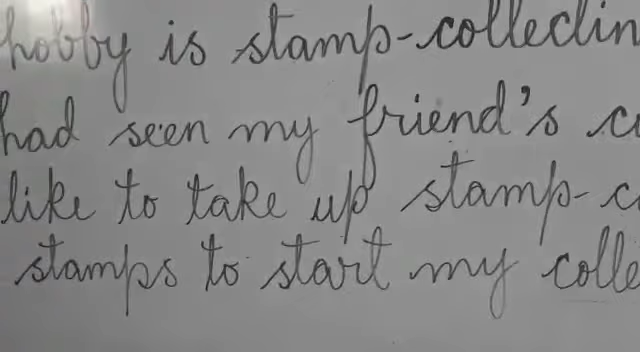 hobby is stamp-collectin
had seen my friend's c
like to take up stamp-c
stamps to start my colle